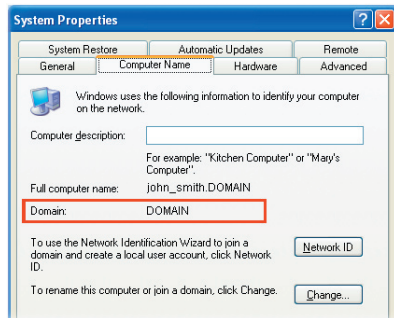 System Properties
System Restore Automatic Updates Remote
General Computer Name Hardware Advanced
Windows uses the following information to identify your computer
on the network.
Computer description:
For example: "Kitchen Computer" or "Mary's
Computer".
Full computer name: john_smith.DOMAIN
Domain: DOMAIN
To use the Network Identification Wizard to join a
domain and create a local user account, click Network
ID.
Network ID
To rename this computer or join a domain, click Change.
Change...